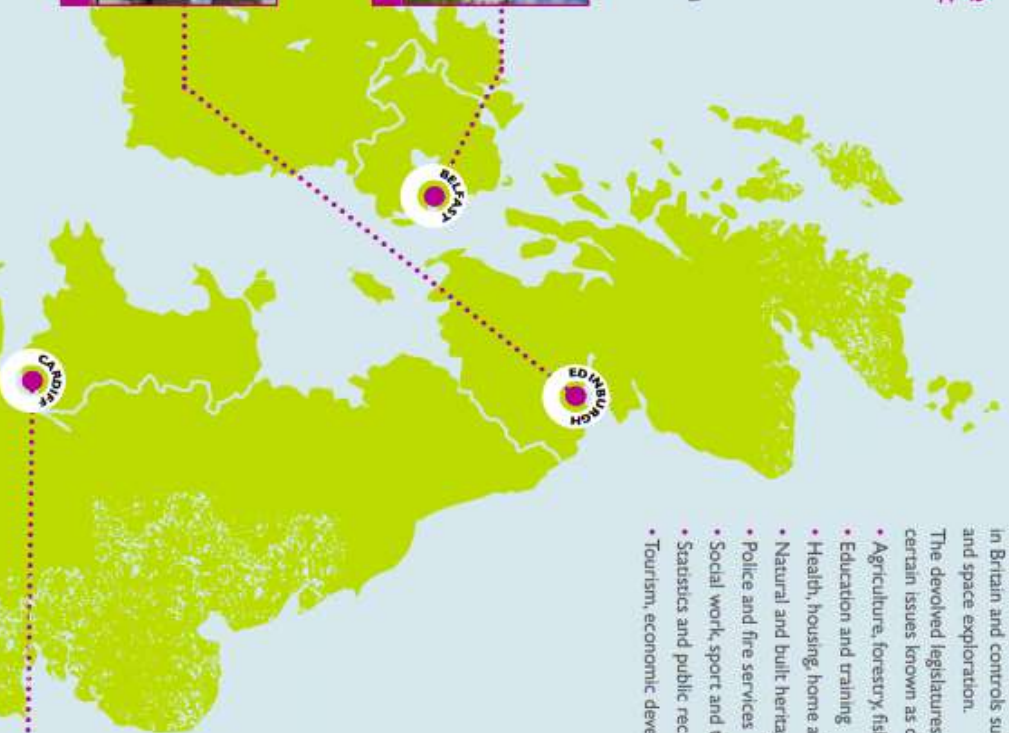 BELFAST
EDINBURGH
CARDIFF
in Britain and controls su
and space exploration.
The devolved legislatures
certain issues known as
• Agriculture, forestry, fis
• Education and training
• Health, housing, home a
• Natural and built herita
• Police and fire services
• Social work, sport and
• Statistics and public rec
• Tourism, economic deve